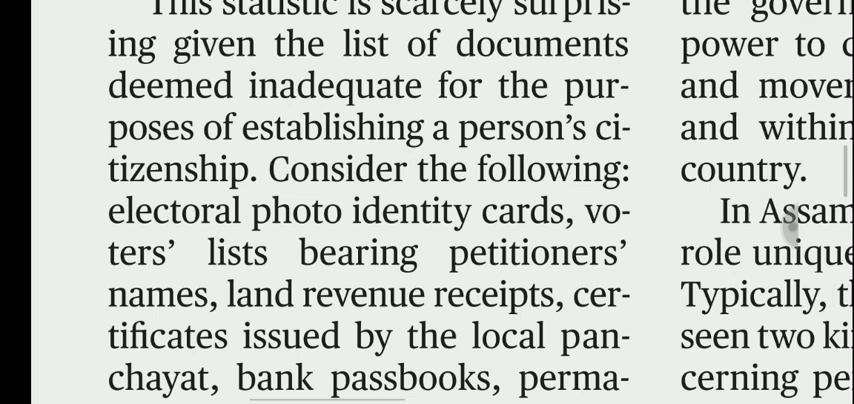 This statistic is scarcely surpris-
ing given the list of documents
deemed inadequate for the pur-
poses of establishing a person’s ci-
tizenship. Consider the following:
electoral photo identity cards, vo-
ters’ lists bearing petitioners’
names, land revenue receipts, cer-
tificates issued by the local pan-
chayat, bank passbooks, perma-
the
power to
and
and within
country.
In Assam
role
Typically,
seen two
cerning